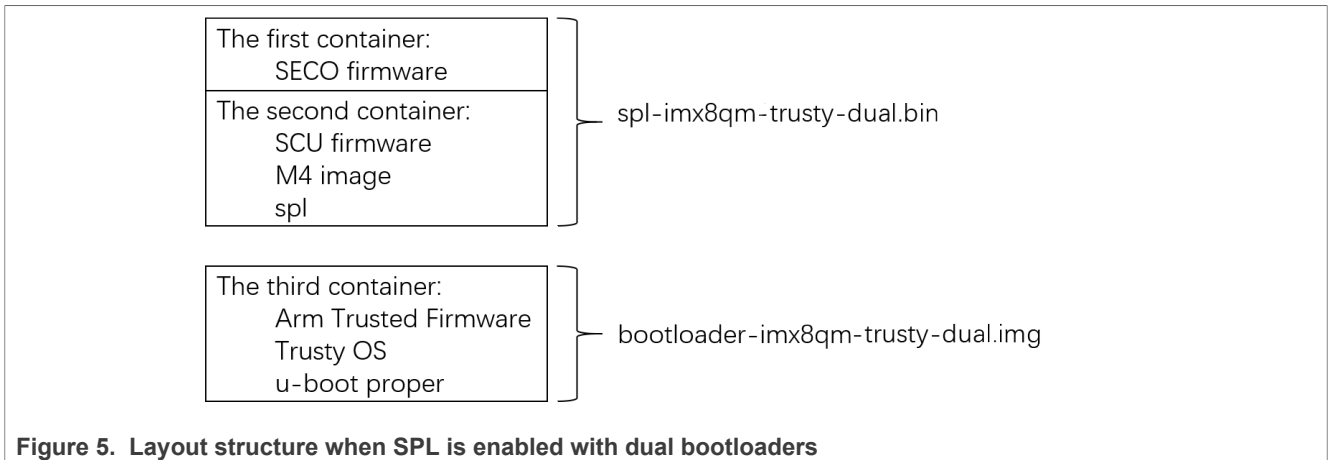 The first container:
SECO firmware
The second container:
SCU firmware
M4 image
spl
spl-imx8qm-trusty-dual.bin
The third container:
Arm Trusted Firmware
Trusty OS
u-boot proper
bootloader-imx8qm-trusty-dual.img
Figure 5. Layout structure when SPL is enabled with dual bootloaders